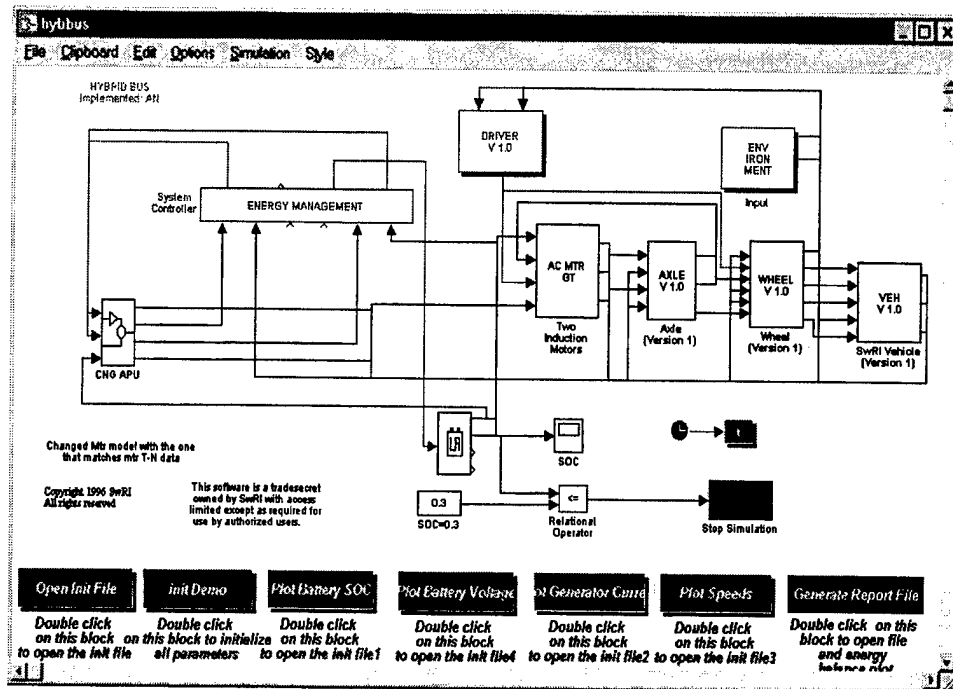 hybbus
File Clipboard Edit Options Simulation Style
HYBRID BUS
Implemented:
DRIVER
V 1.0
ENV
IRON
MENT
Input
System
Controller
ENERGY MANAGEMENT
AC MTR
GT
Two
Induction
Motors
AXLE
V 1.0
Axle
(Version 1)
WHEEL
V 1.0
Wheel
(Version 1)
VEH
V 1.0
SwRI Vehicle
(Version 1)
CNG APU
Changed Mtr model with the one
that matches mtr T-N data
Copyright 1996 SwRI
All rights reserved
This software is a tradesecret
owned by SwRI with access
limited except as required for
use by authorized users.
SOC
t
0.3
SOC=0.3
<=
Relational
Operator
Stop Simulation
Open Init File
Double click
on this block
to open the init file
init Demo
Double click
on this block to initialize
all parameters
Plot Battery SOC
Double click
on this block
to open the init file1
Plot Battery Voltage
Double click
on this block
to open the init file4
ot Generator Curre
Double click
on this block
to open the init file2
Plot Speeds
Double click
on this block
to open the init file3
Generate Report File
Double click on this
block to open file
and energy
balance plot